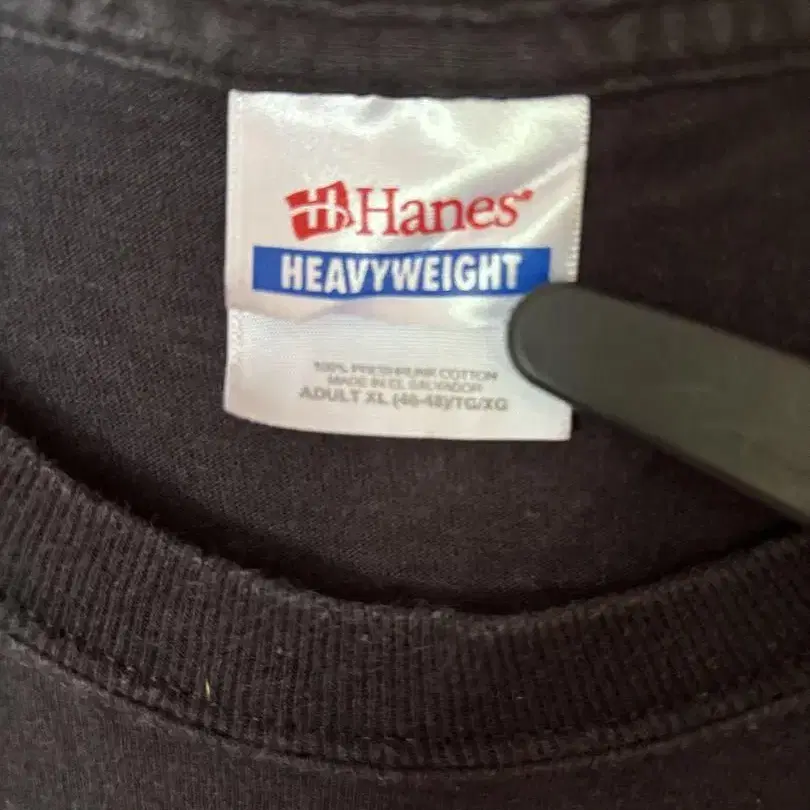 Hanes
HEAVYWEIGHT
100% PRESHRUNK COTTON
MADE IN EL SALVADOR
ADULT XL (46-48)/TG/XG